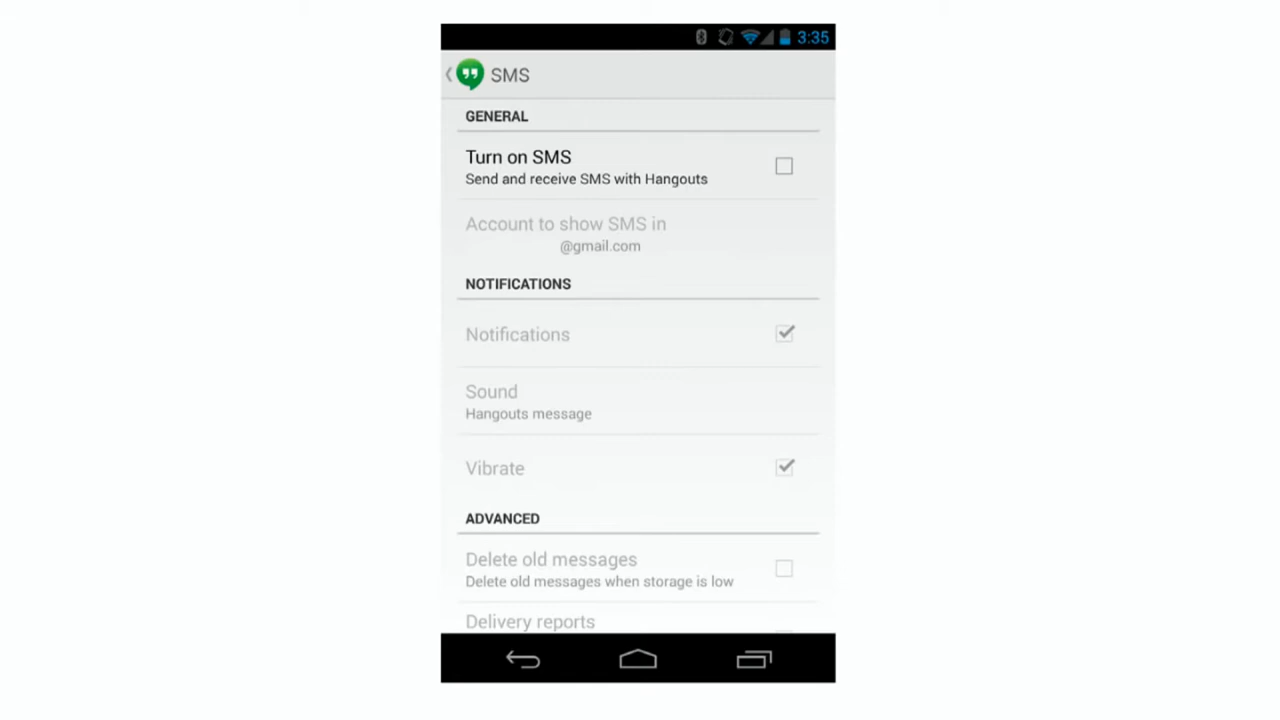 3:35
SMS
GENERAL
Turn on SMS
Send and receive SMS with Hangouts
Account to show SMS in
@gmail.com
NOTIFICATIONS
Notifications
Sound
Hangouts message
Vibrate
ADVANCED
Delete old messages
Delete old messages when storage is low
Delivery reports